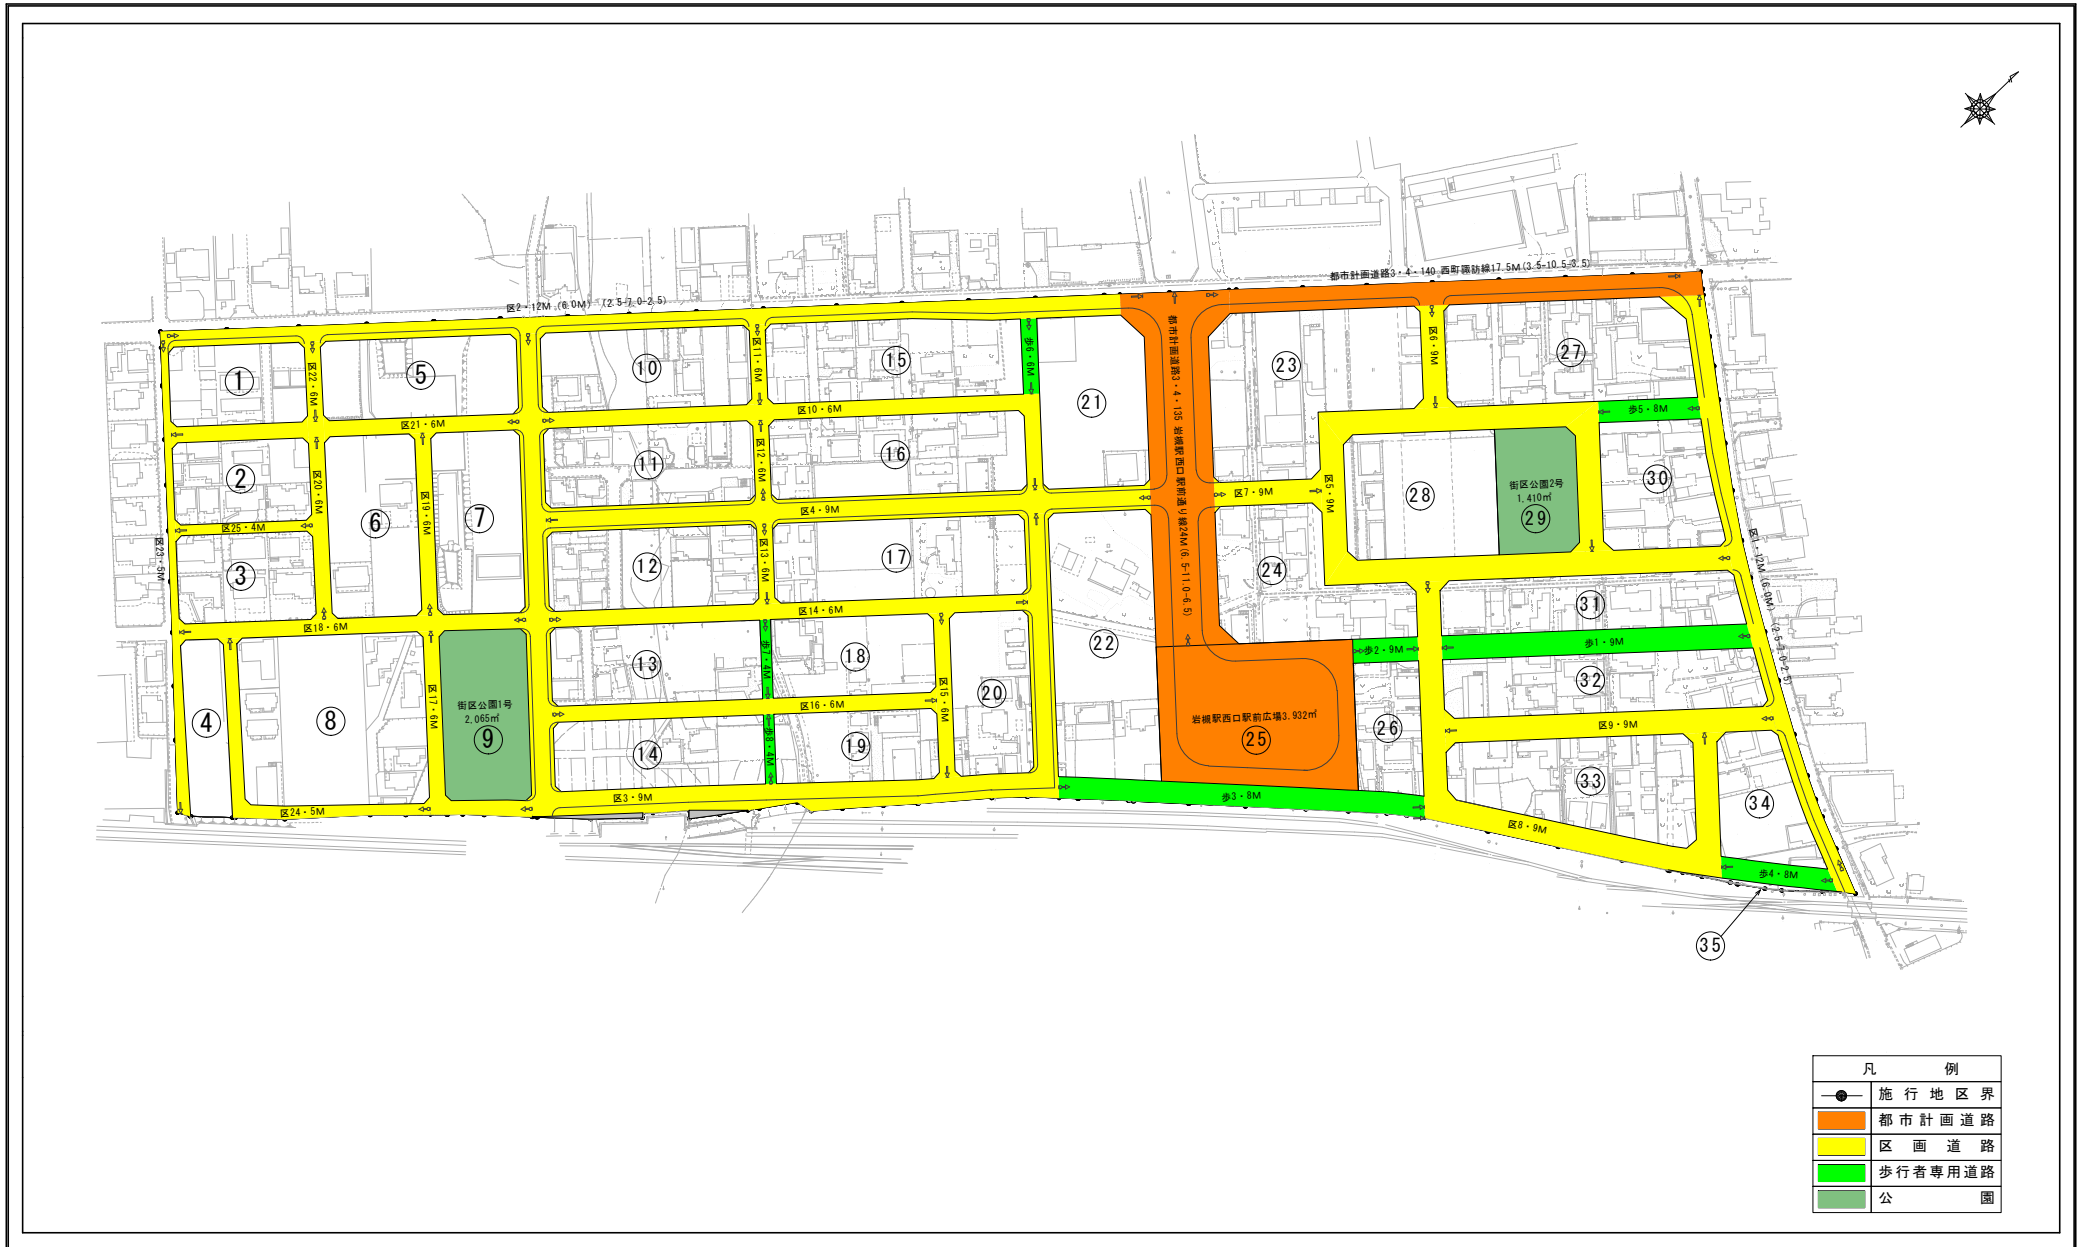 都市計画道路3・4・140 西町諏訪線17.5M(3.5-10.5-3.5)
区2・12M (6.0M) (2.5-7.0-2.5)
都市計画道路3・4・135 岩槻駅西口駅前通り線24M(6.5-11.0-6.5)
区1・12M(6.0M) (2.5-7.0-2.5)
区22・6M
区11・6M
歩6・6M
区6・9M
①
⑤
⑩
⑮
㉑
㉓
㉗
区21・6M
区10・6M
歩5・8M
②
区20・6M
⑥
区19・6M
⑦
⑪
区12・6M
⑯
区7・9M
区5・9M
㉘
街区公園2号
1,410㎡
㉙
㉚
区25・4M
区4・9M
区23・5M
③
⑫
区13・6M
⑰
㉔
㉛
区18・6M
区14・6M
㉒
歩2・9M
歩1・9M
④
⑧
区17・6M
街区公園1号
2,065㎡
⑨
⑬
歩7・4M
⑱
区15・6M
⑳
㉜
区16・6M
岩槻駅西口駅前広場3,932㎡
㉕
㉖
区9・9M
⑭
歩8・4M
⑲
㉝
㉞
区24・5M
区3・9M
歩3・8M
区8・9M
歩4・8M
㉟
凡 例
施行地区界
都市計画道路
区画道路
歩行者専用道路
公園